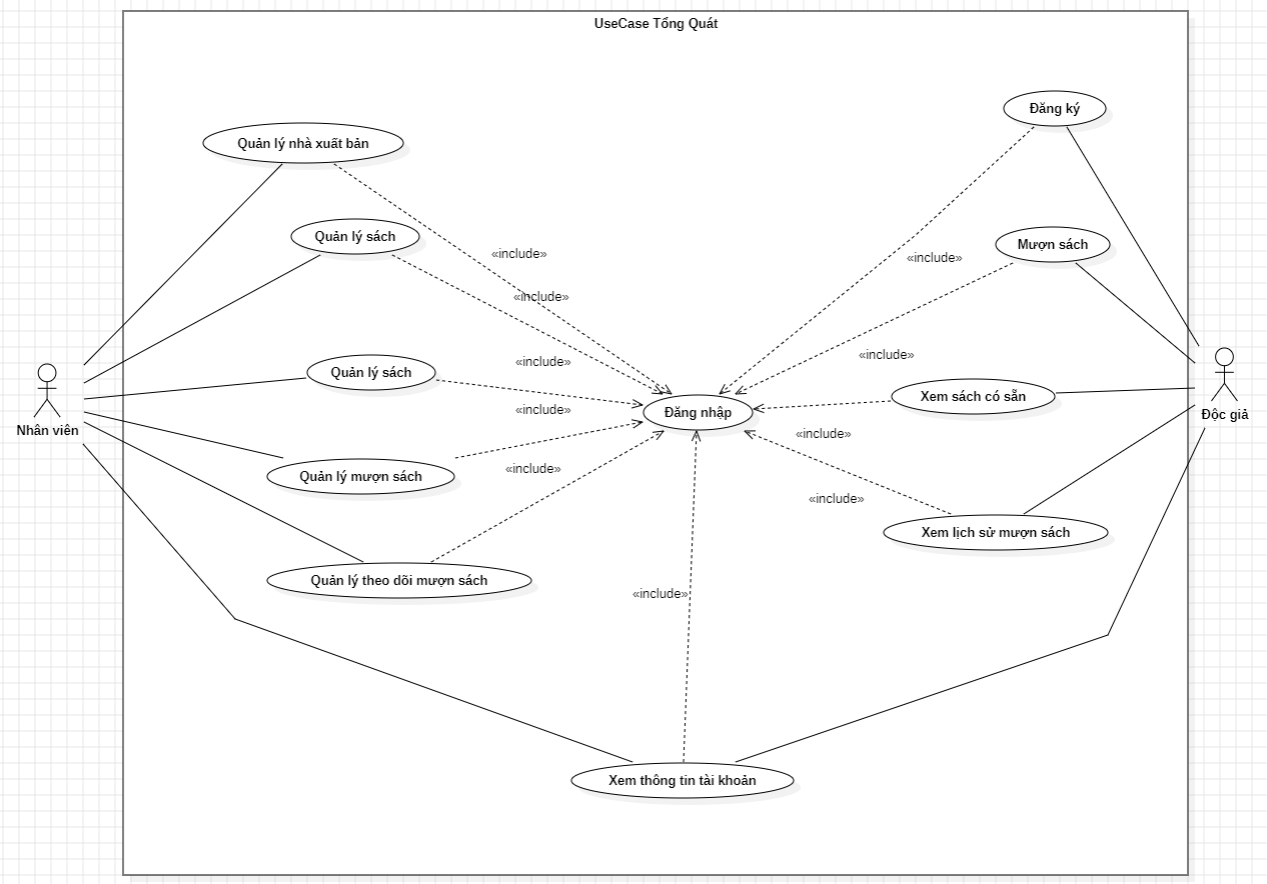 UseCase Tổng Quát
Đăng ký
Quản lý nhà xuất bản
Quản lý sách
Mượn sách
«include»
«include»
«include»
«include»
«include»
Quản lý sách
Xem sách có sẵn
«include»
Đăng nhập
Độc giả
Nhân viên
«include»
«include»
Quản lý mượn sách
«include»
Xem lịch sử mượn sách
Quản lý theo dõi mượn sách
«include»
Xem thông tin tài khoản